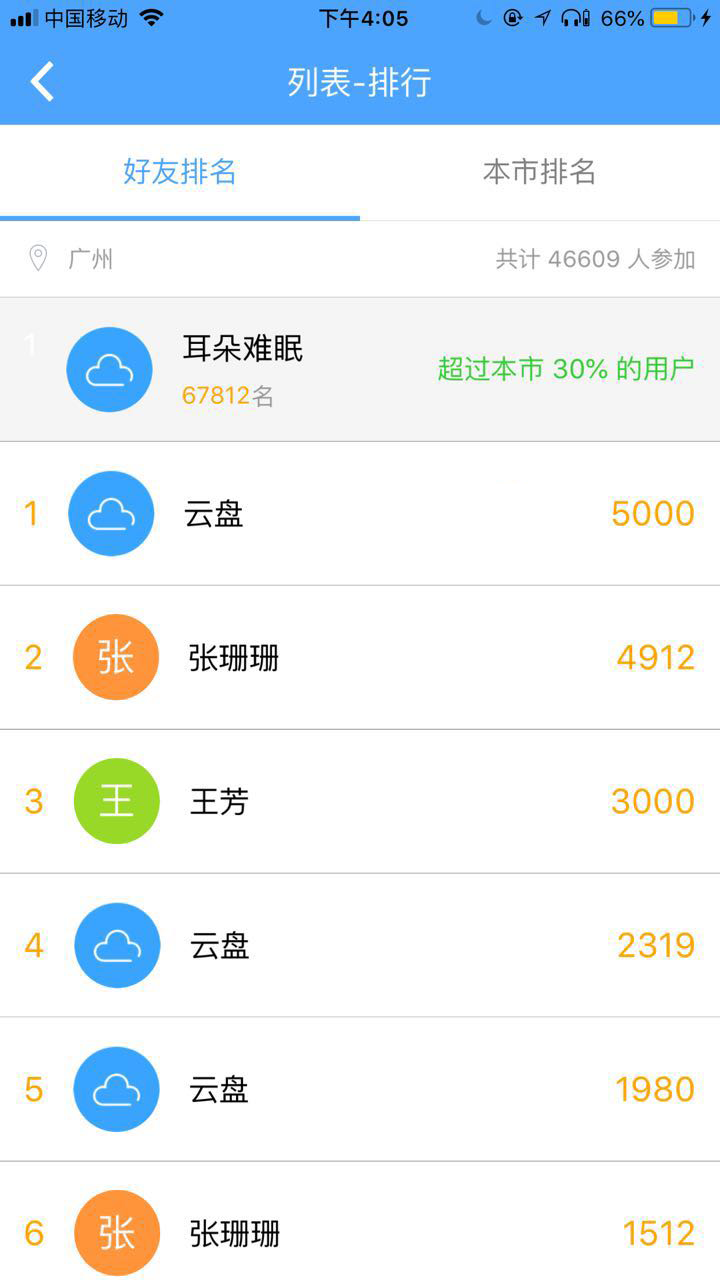 中国移动 下午4:05 66%
列表-排行
好友排名 本市排名
广州 共计 46609 人参加
1 耳朵难眠 超过本市 30% 的用户
67812名
1 云盘 5000
2 张 张珊珊 4912
3 王 王芳 3000
4 云盘 2319
5 云盘 1980
6 张 张珊珊 1512